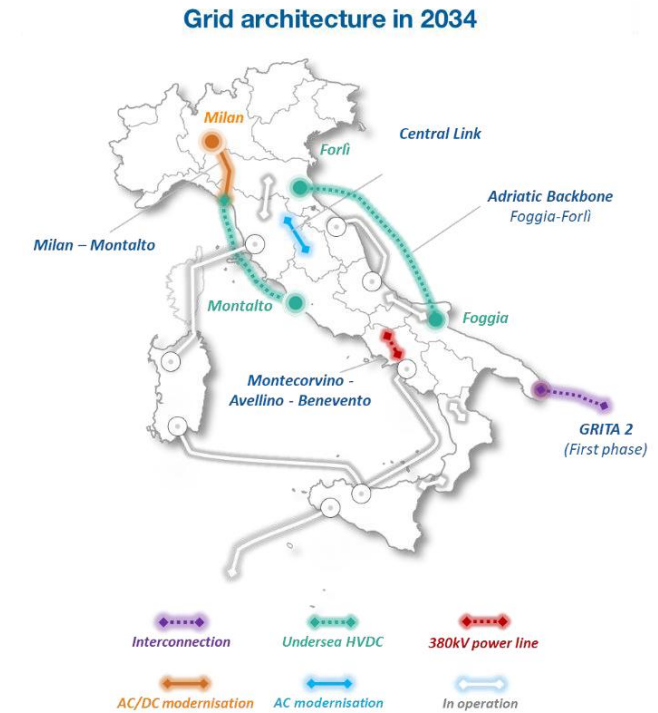 Grid architecture in 2034
Milan
Central Link
Forlì
Adriatic Backbone
Foggia-Forlì
Milan – Montalto
Montalto
Foggia
Montecorvino -
Avellino - Benevento
GRITA 2
(First phase)
Interconnection
Undersea HVDC
380kV power line
AC/DC modernisation
AC modernisation
In operation